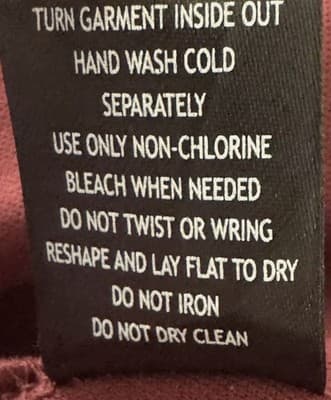 TURN GARMENT INSIDE OUT
HAND WASH COLD
SEPARATELY
USE ONLY NON-CHLORINE
BLEACH WHEN NEEDED
DO NOT TWIST OR WRING
RESHAPE AND LAY FLAT TO DRY
DO NOT IRON
DO NOT DRY CLEAN